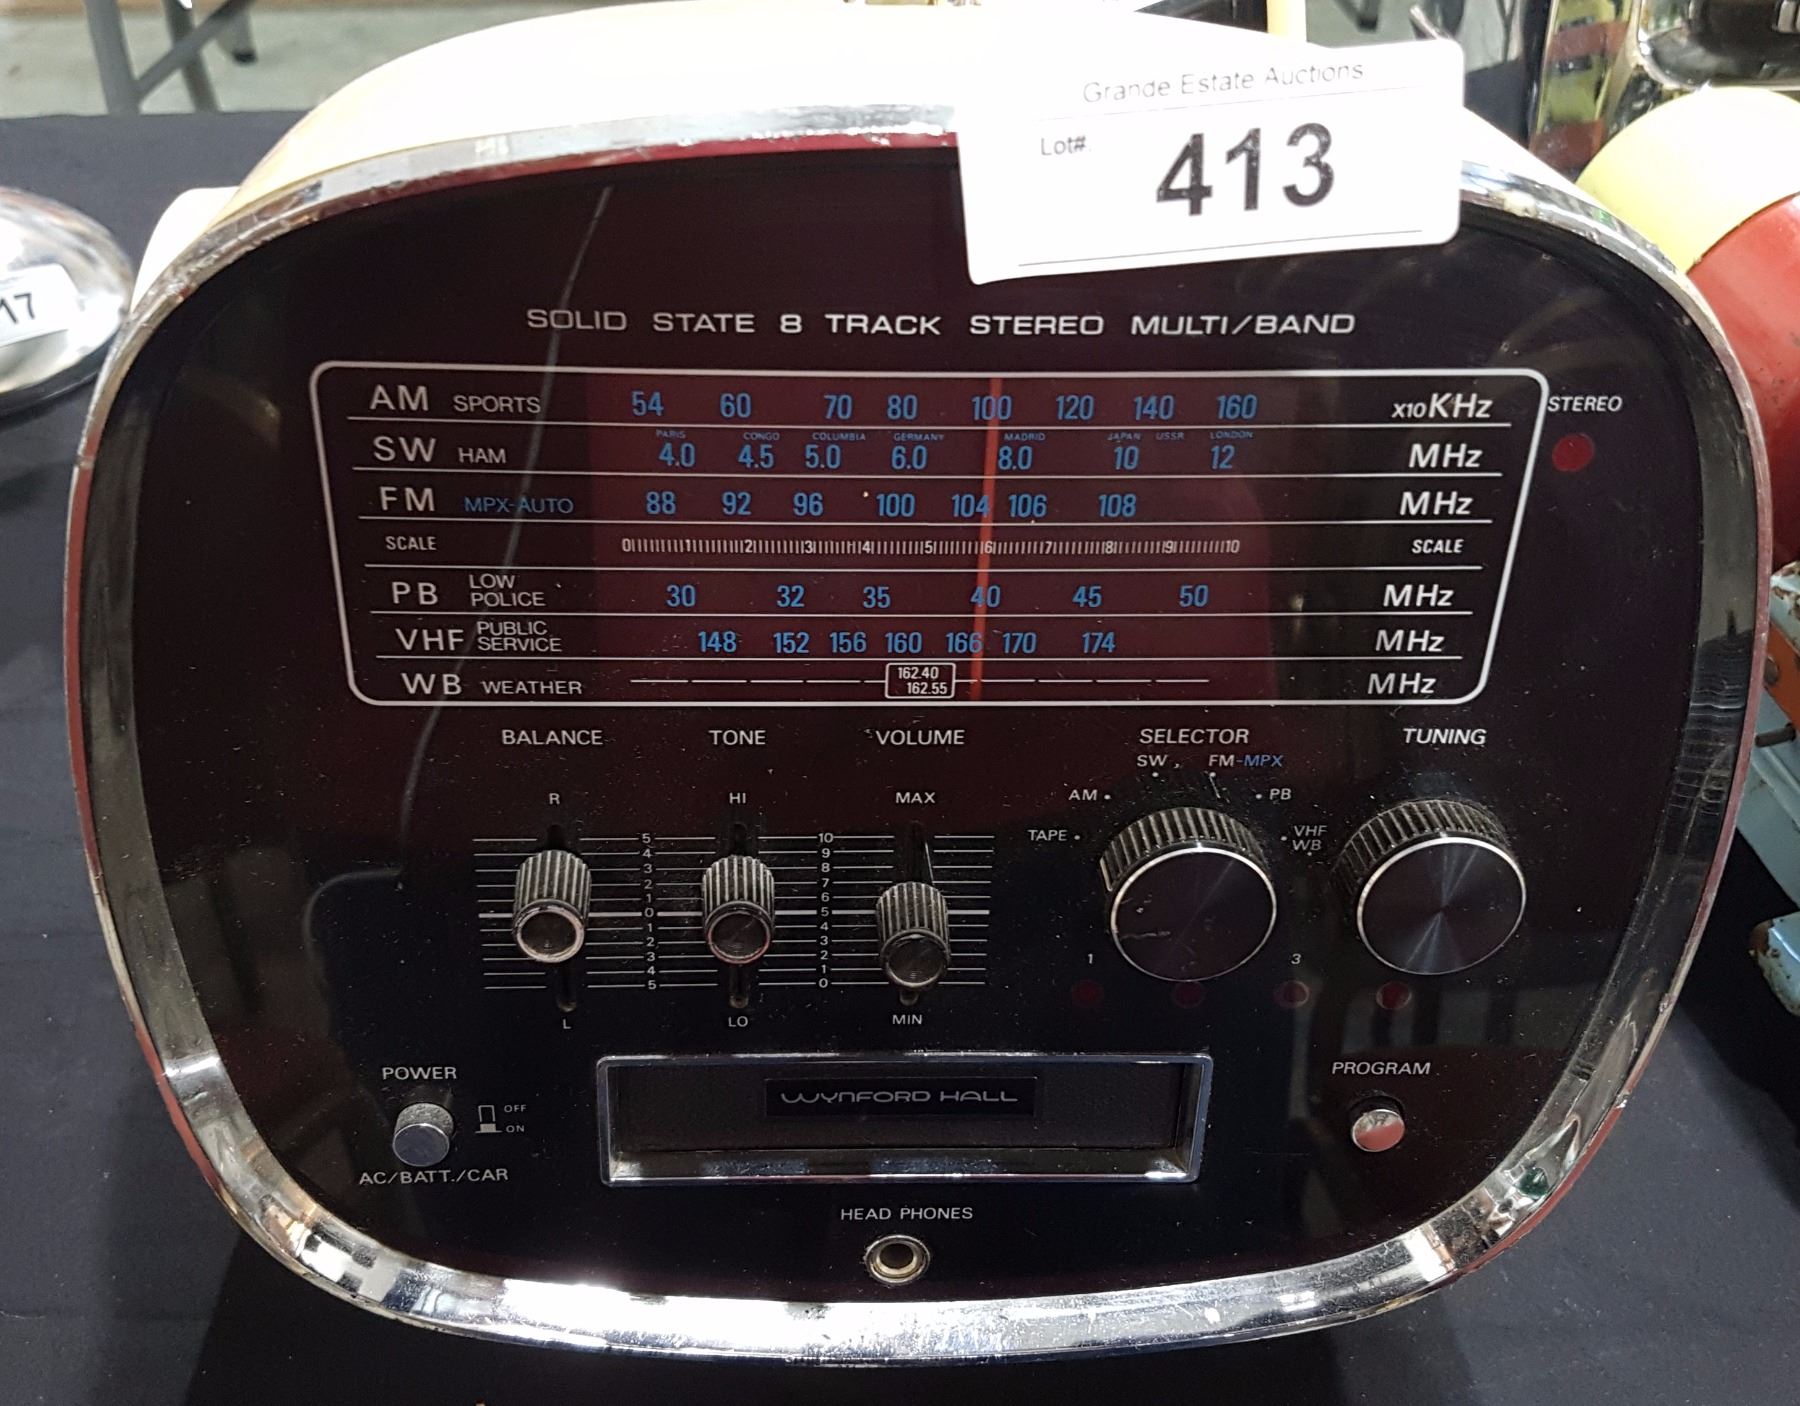 Grande Estate Auctions
Lot#. 413
17
SOLID STATE 8 TRACK STEREO MULTI/BAND
AM SPORTS 54 60 70 80 100 120 140 160 x10KHz
STEREO
PARIS CONGO COLUMBIA GERMANY MADRID JAPAN USSR LONDON
SW HAM 4.0 4.5 5.0 6.0 8.0 10 12 MHz
FM MPX-AUTO 88 92 96 100 104 106 108 MHz
SCALE 0 1 2 3 4 5 6 7 8 9 10 SCALE
PB LOW POLICE 30 32 35 40 45 50 MHz
VHF PUBLIC SERVICE 148 152 156 160 166 170 174 MHz
WB WEATHER 162.40 162.55 MHz
BALANCE TONE VOLUME SELECTOR TUNING
SW FM-MPX
R HI MAX AM PB
TAPE VHF
WB
5 10
4 9
3 8
2 7
1 6
0 5
1 4
2 3
3 2
4 1
5 0
1 3
L LO MIN
POWER
OFF
ON
AC/BATT./CAR
WYNFORD HALL
PROGRAM
HEAD PHONES